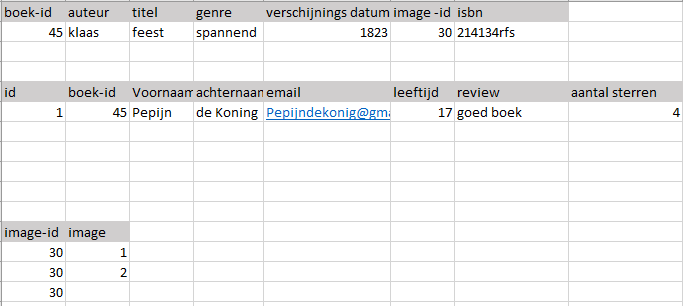 boek-id auteur titel genre verschijnings datum image -id isbn
45 klaas feest spannend 1823 30 214134rfs
id boek-id Voornaam achternaam email leeftijd review aantal sterren
1 45 Pepijn de Koning Pepijndekonig@gma 17 goed boek 4
image-id image
30 1
30 2
30